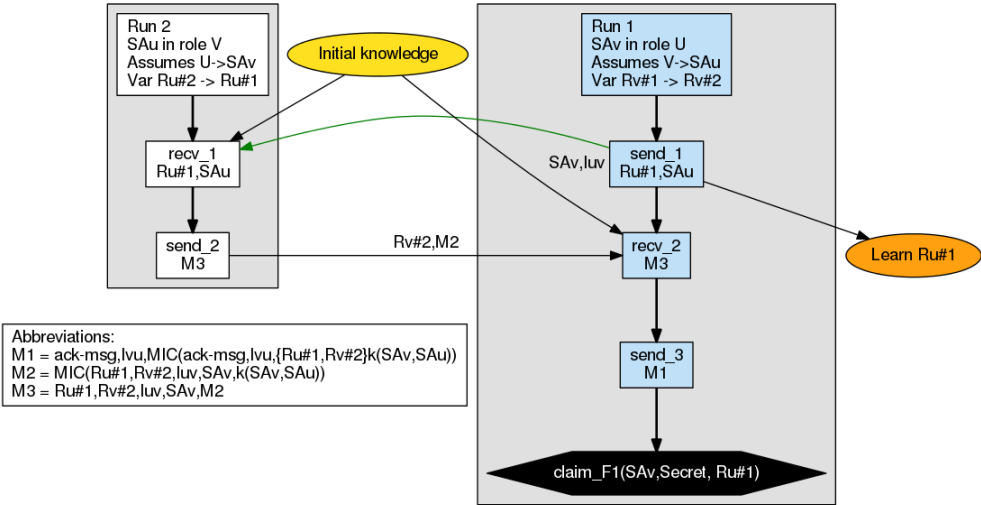 Run 2
SAu in role V
Assumes U->SAv
Var Ru#2 -> Ru#1
Initial knowledge
Run 1
SAv in role U
Assumes V->SAu
Var Rv#1 -> Rv#2
recv_1
Ru#1,SAu
SAv,Iuv
send_1
Ru#1,SAu
send_2
M3
Rv#2,M2
recv_2
M3
Learn Ru#1
Abbreviations:
M1 = ack-msg,Ivu,MIC(ack-msg,Ivu,{Ru#1,Rv#2}k(SAv,SAu))
M2 = MIC(Ru#1,Rv#2,Iuv,SAv,k(SAv,SAu))
M3 = Ru#1,Rv#2,Iuv,SAv,M2
send_3
M1
claim_F1(SAv,Secret, Ru#1)